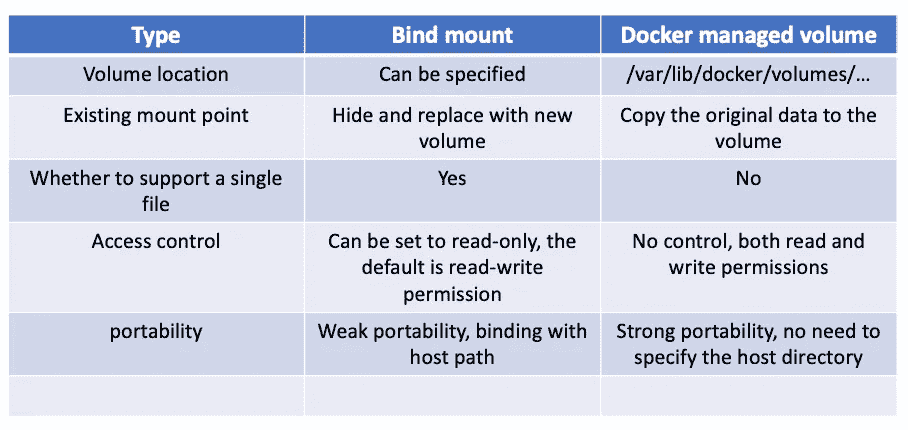 Type Bind mount Docker managed volume
Volume location Can be specified /var/lib/docker/volumes/...
Existing mount point Hide and replace with new Copy the original data to the
volume volume
Whether to support a single Yes No
file
Access control Can be set to read-only, the No control, both read and
default is read-write write permissions
permission
portability Weak portability, binding with Strong portability, no need to
host path specify the host directory